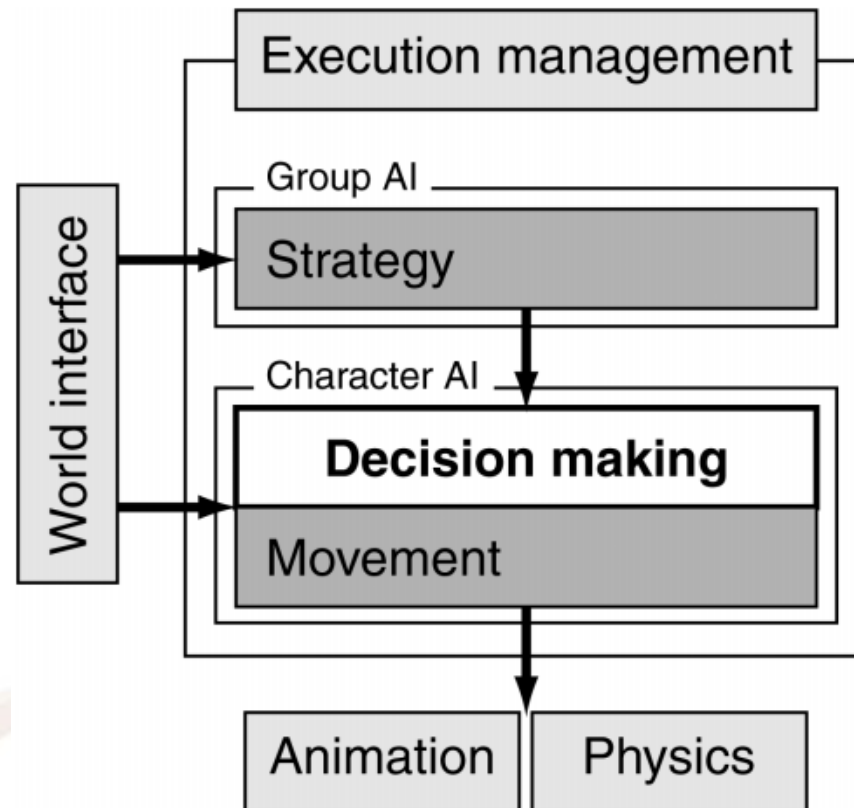 Execution management
Group AI
Strategy
World interface
Character AI
Decision making
Movement
Animation
Physics